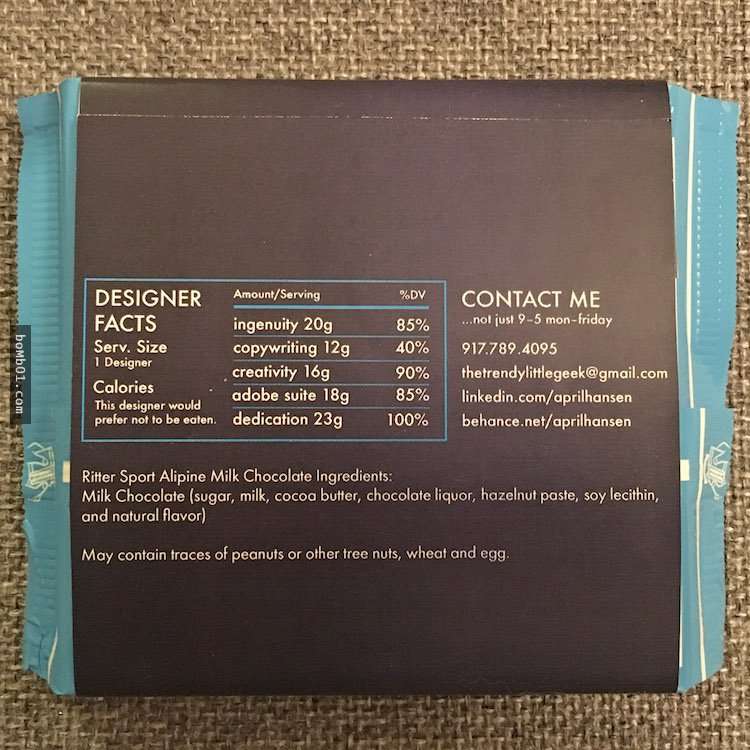 DESIGNER
FACTS
Serv. Size
1 Designer
Calories
This designer would
prefer not to be eaten.
Amount/Serving %DV
ingenuity 20g 85%
copywriting 12g 40%
creativity 16g 90%
adobe suite 18g 85%
dedication 23g 100%
CONTACT ME
...not just 9-5 mon-friday
917.789.4095
thetrendylittlegeek@gmail.com
linkedin.com/aprilhansen
behance.net/aprilhansen
Ritter Sport Alipine Milk Chocolate Ingredients:
Milk Chocolate (sugar, milk, cocoa butter, chocolate liquor, hazelnut paste, soy lecithin,
and natural flavor)
May contain traces of peanuts or other tree nuts, wheat and egg.
boMb01.com